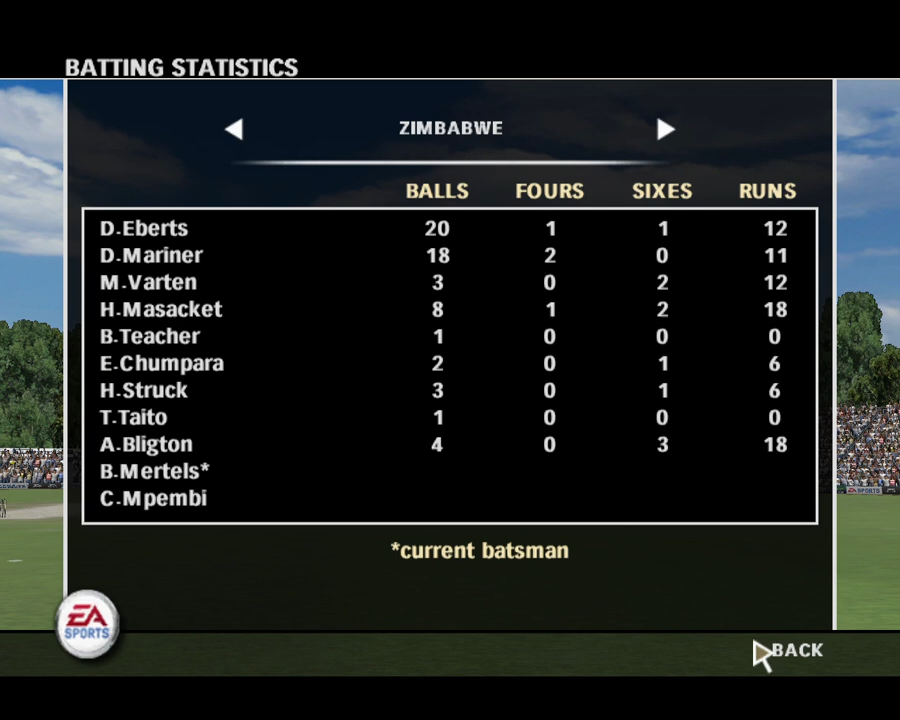 BATTING STATISTICS
ZIMBABWE
BALLS FOURS SIXES RUNS
D.Eberts 20 1 1 12
D.Mariner 18 2 0 11
M.Varten 3 0 2 12
H.Masacket 8 1 2 18
B.Teacher 1 0 0 0
E.Chumpara 2 0 1 6
H.Struck 3 0 1 6
T.Taito 1 0 0 0
A.Bligton 4 0 3 18
B.Mertels*
C.Mpembi
*current batsman
EA
SPORTS
BACK
EA SPORTS